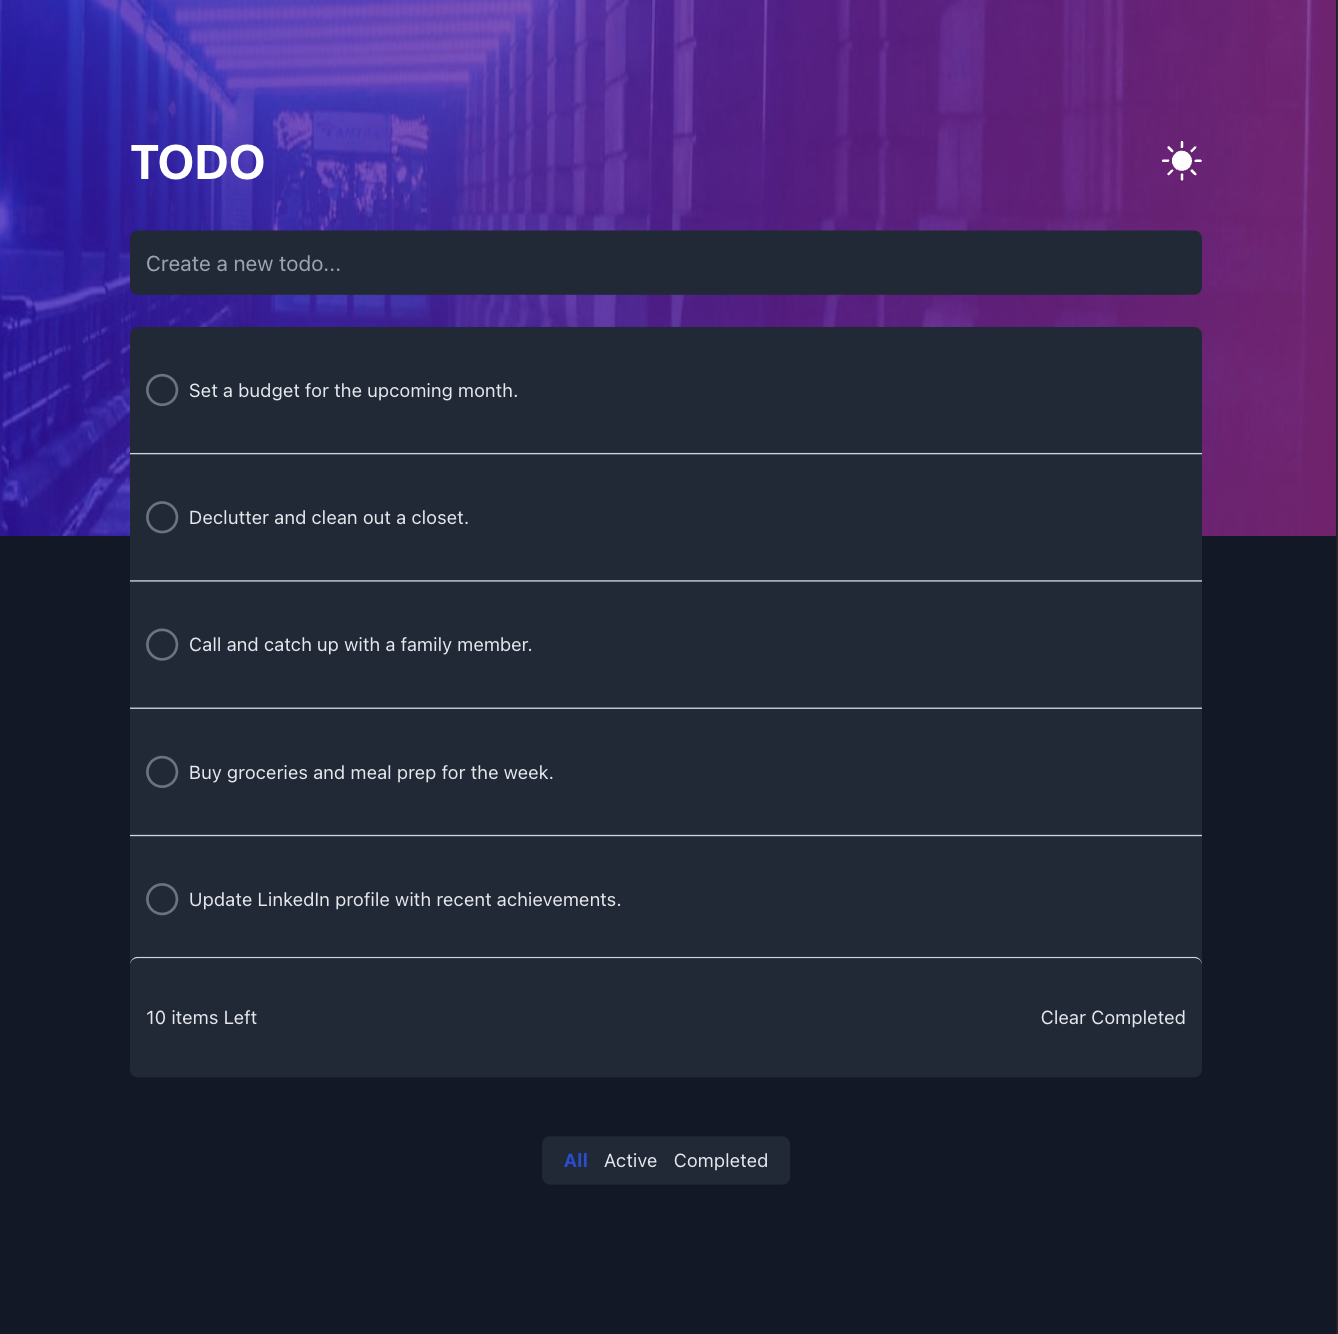 TODO
Create a new todo...
Set a budget for the upcoming month.
Declutter and clean out a closet.
Call and catch up with a family member.
Buy groceries and meal prep for the week.
Update LinkedIn profile with recent achievements.
10 items Left
Clear Completed
All Active Completed